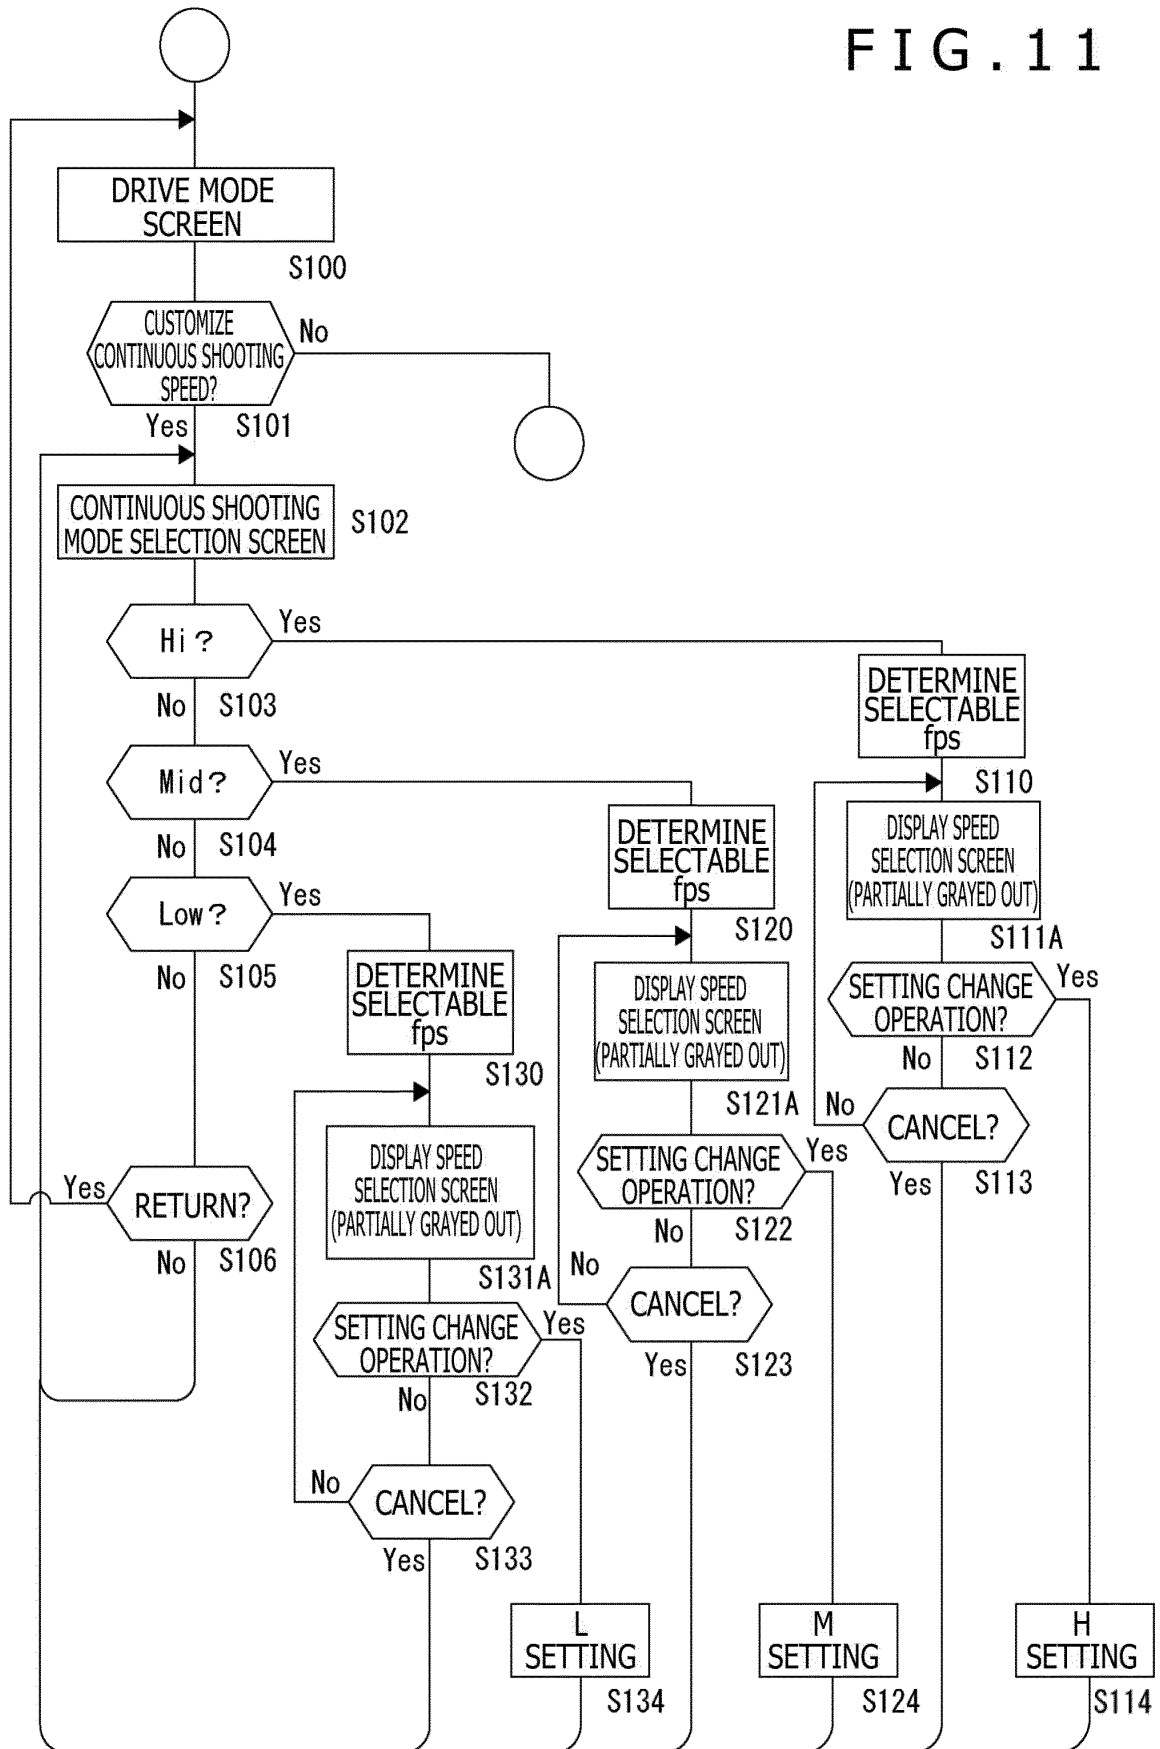 FIG.11
DRIVE MODE
SCREEN
S100
CUSTOMIZE
CONTINUOUS SHOOTING
SPEED?
No
Yes
S101
CONTINUOUS SHOOTING
MODE SELECTION SCREEN
S102
Hi?
Yes
No
S103
DETERMINE
SELECTABLE
fps
S110
Mid?
Yes
No
S104
DETERMINE
SELECTABLE
fps
S120
DISPLAY SPEED
SELECTION SCREEN
(PARTIALLY GRAYED OUT)
S111A
Low?
Yes
No
S105
DETERMINE
SELECTABLE
fps
S130
DISPLAY SPEED
SELECTION SCREEN
(PARTIALLY GRAYED OUT)
S121A
SETTING CHANGE
OPERATION?
Yes
No
S112
CANCEL?
No
Yes
S113
DISPLAY SPEED
SELECTION SCREEN
(PARTIALLY GRAYED OUT)
S131A
SETTING CHANGE
OPERATION?
Yes
No
S122
RETURN?
Yes
No
S106
CANCEL?
No
Yes
S123
SETTING CHANGE
OPERATION?
Yes
No
S132
CANCEL?
No
Yes
S133
L
SETTING
S134
M
SETTING
S124
H
SETTING
S114